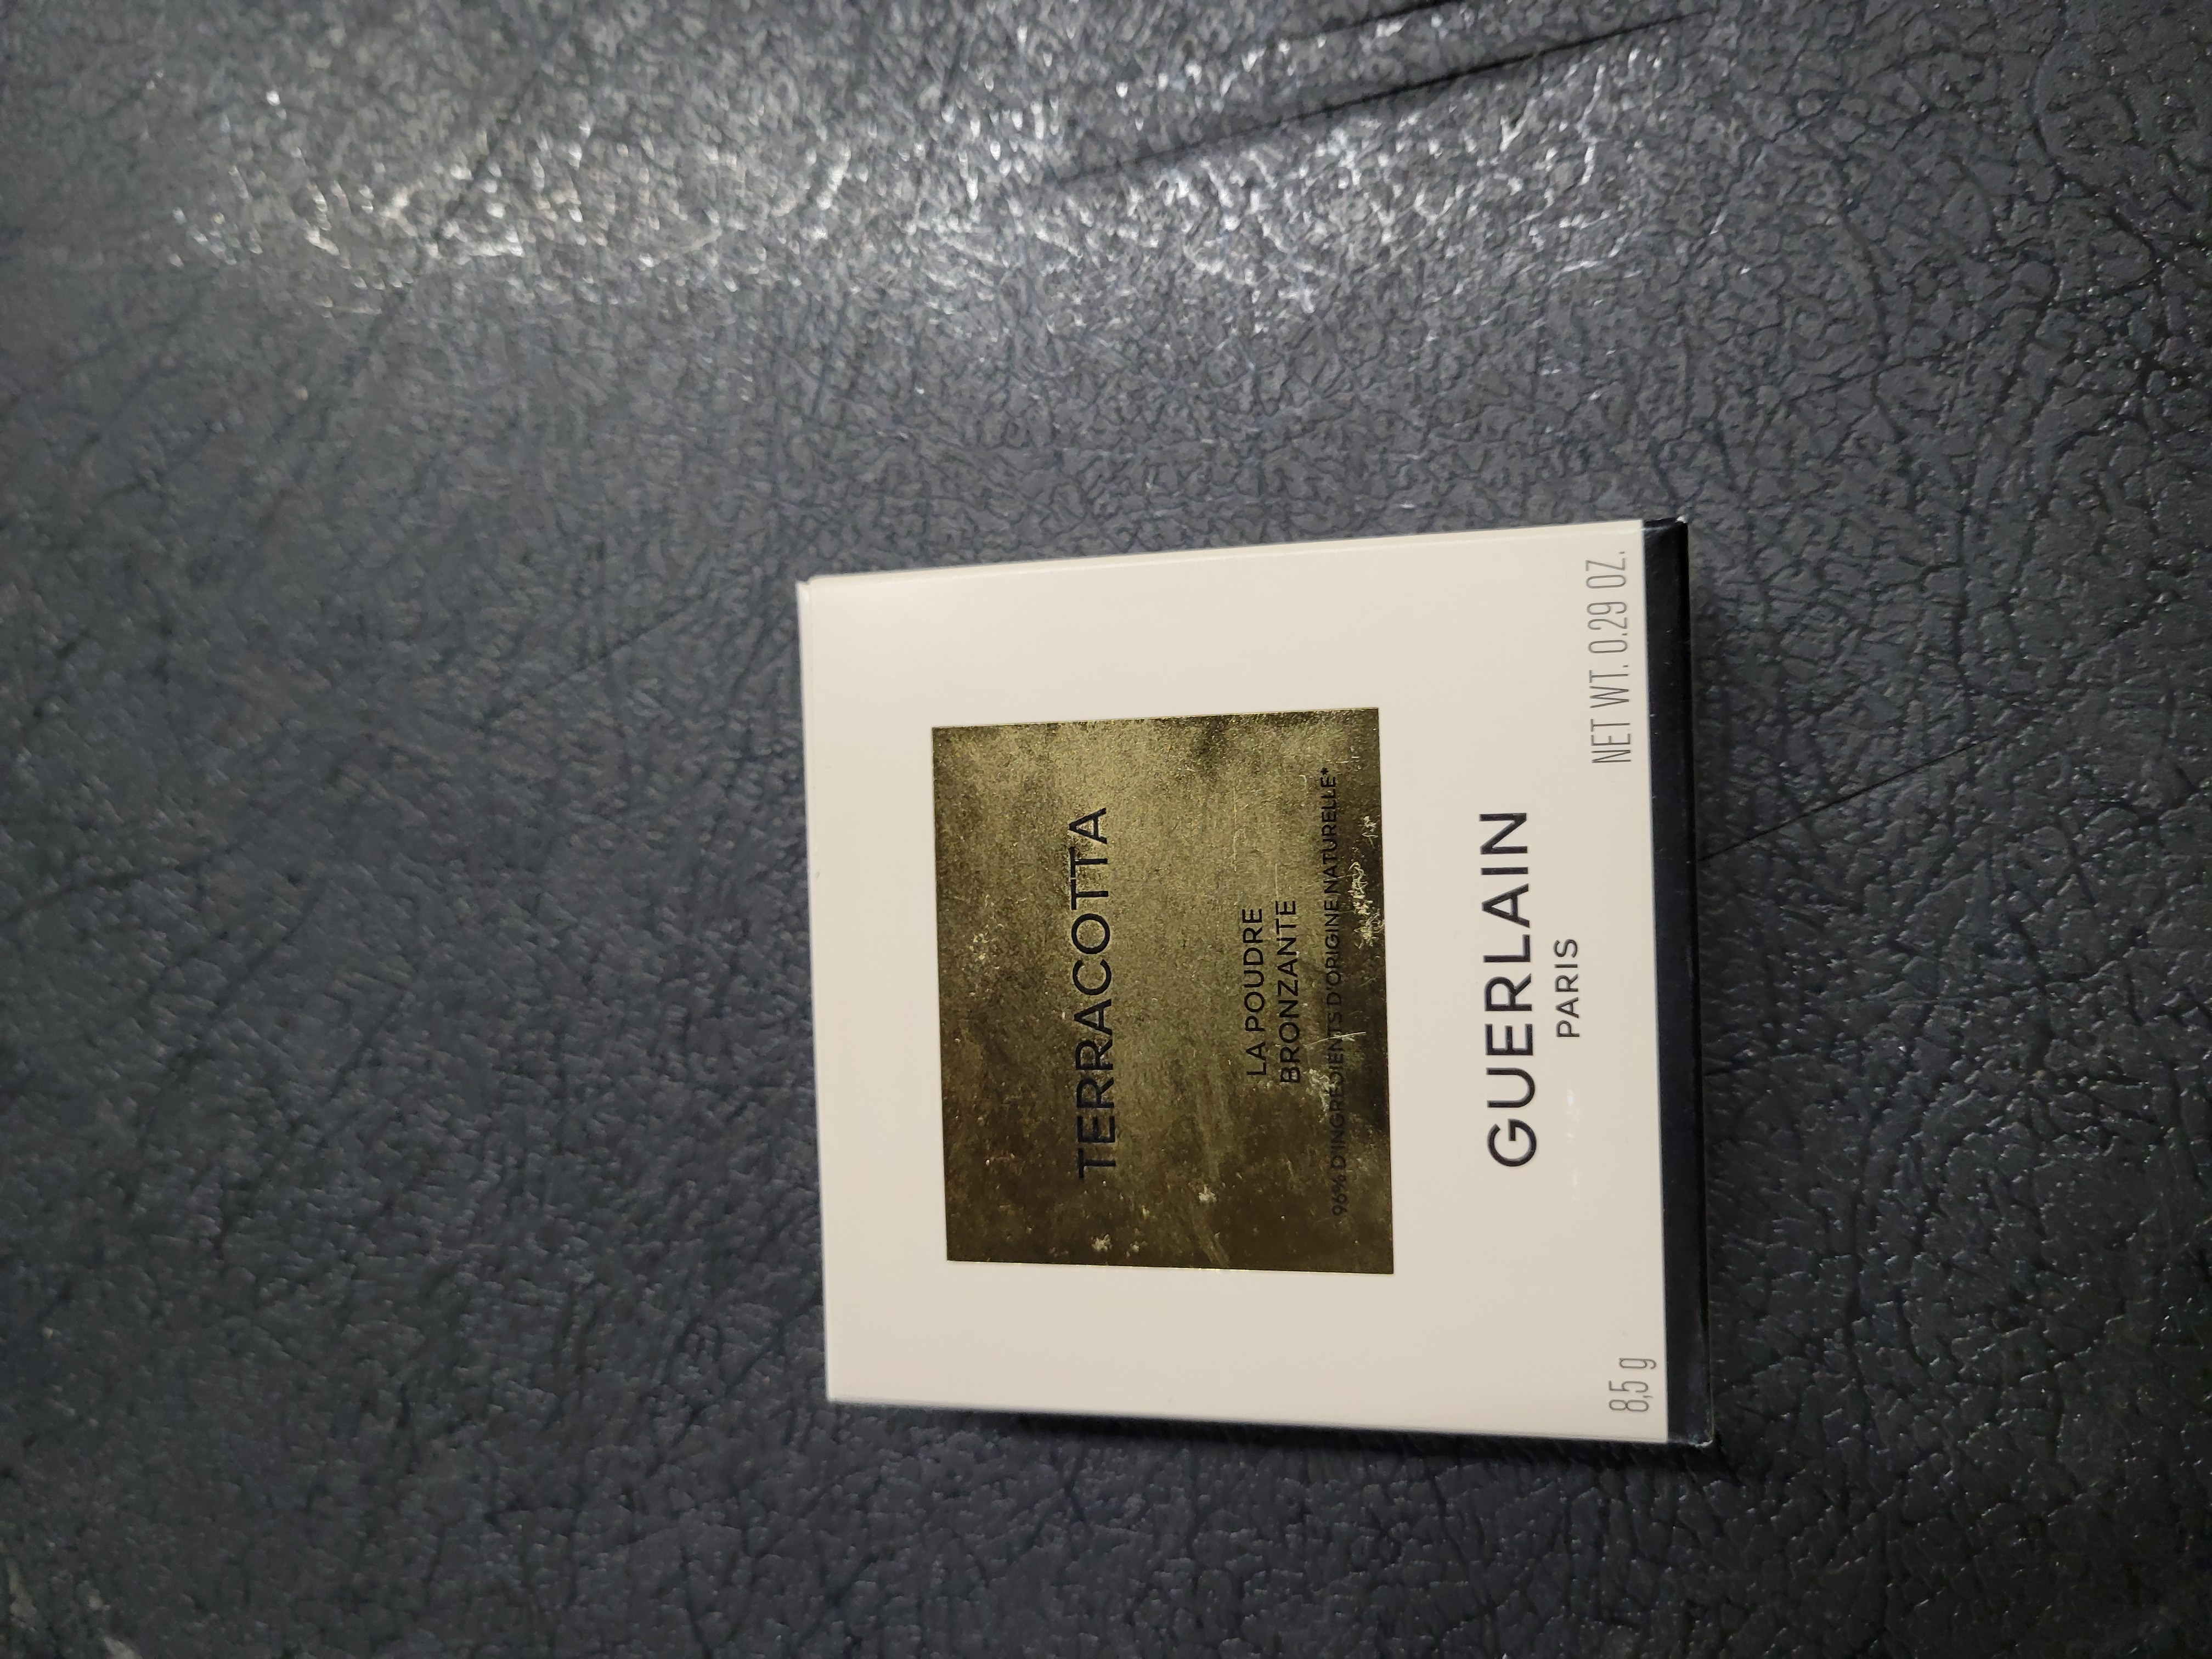 TERRACOTTA
LA POUDRE
BRONZANTE
96% D'INGRÉDIENTS D'ORIGINE NATURELLE*
GUERLAIN
PARIS
8,5 g
NET WT. 0.29 OZ.